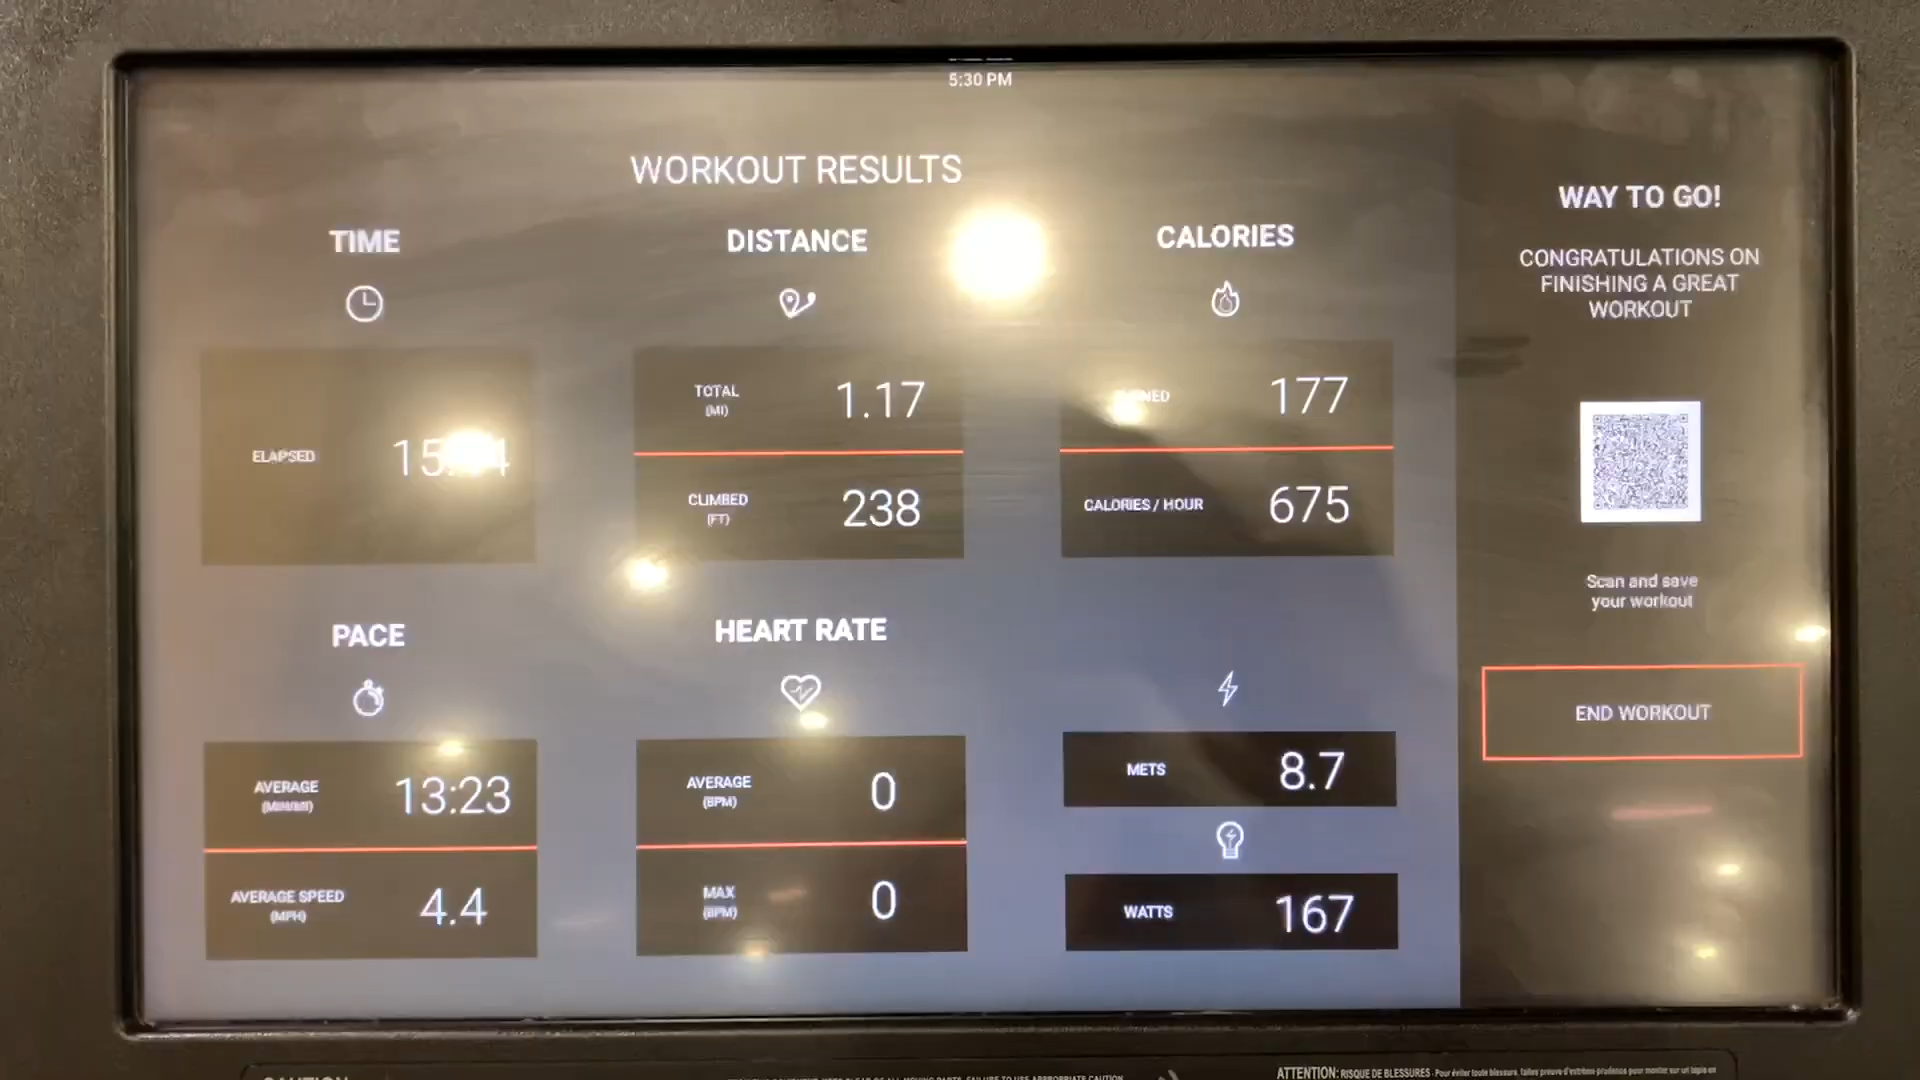 5:30 PM
WORKOUT RESULTS
TIME
ELAPSED
DISTANCE
TOTAL
(MI)
1.17
CLIMBED
(FT)
238
CALORIES
177
CALORIES / HOUR
675
PACE
AVERAGE
(MIN/MI)
13:23
AVERAGE SPEED
(MPH)
4.4
HEART RATE
AVERAGE
(BPM)
0
MAX
(BPM)
0
METS
8.7
WATTS
167
WAY TO GO!
CONGRATULATIONS ON
FINISHING A GREAT
WORKOUT
Scan and save
your workout
END WORKOUT
CAUTION
ATTENTION: RISQUE DE BLESSURES